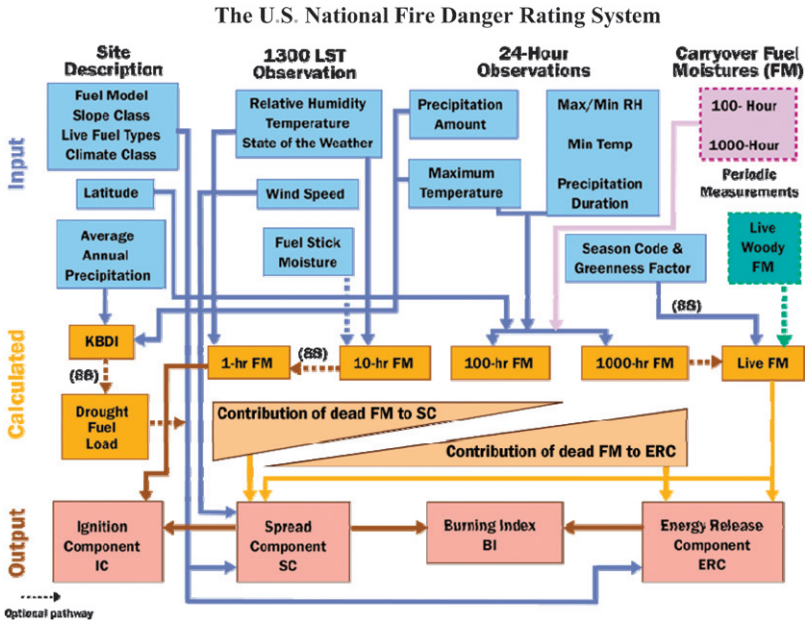 The U.S. National Fire Danger Rating System
Site
Description
1300 LST
Observation
24-Hour
Observations
Carryover Fuel
Moistures (FM)
Input
Fuel Model
Slope Class
Live Fuel Types
Climate Class
Relative Humidity
Temperature
State of the Weather
Precipitation
Amount
Max/Min RH
Min Temp
Precipitation
Duration
100- Hour
1000-Hour
Periodic
Measurements
Latitude
Wind Speed
Maximum
Temperature
Average
Annual
Precipitation
Fuel Stick
Moisture
Season Code &
Greenness Factor
Live
Woody
FM
(88)
Calculated
KBDI
(88)
1-hr FM
(88)
10-hr FM
100-hr FM
1000-hr FM
Live FM
Drought
Fuel
Load
Contribution of dead FM to SC
Contribution of dead FM to ERC
Output
Ignition
Component
IC
Spread
Component
SC
Burning Index
BI
Energy Release
Component
ERC
Optional pathway